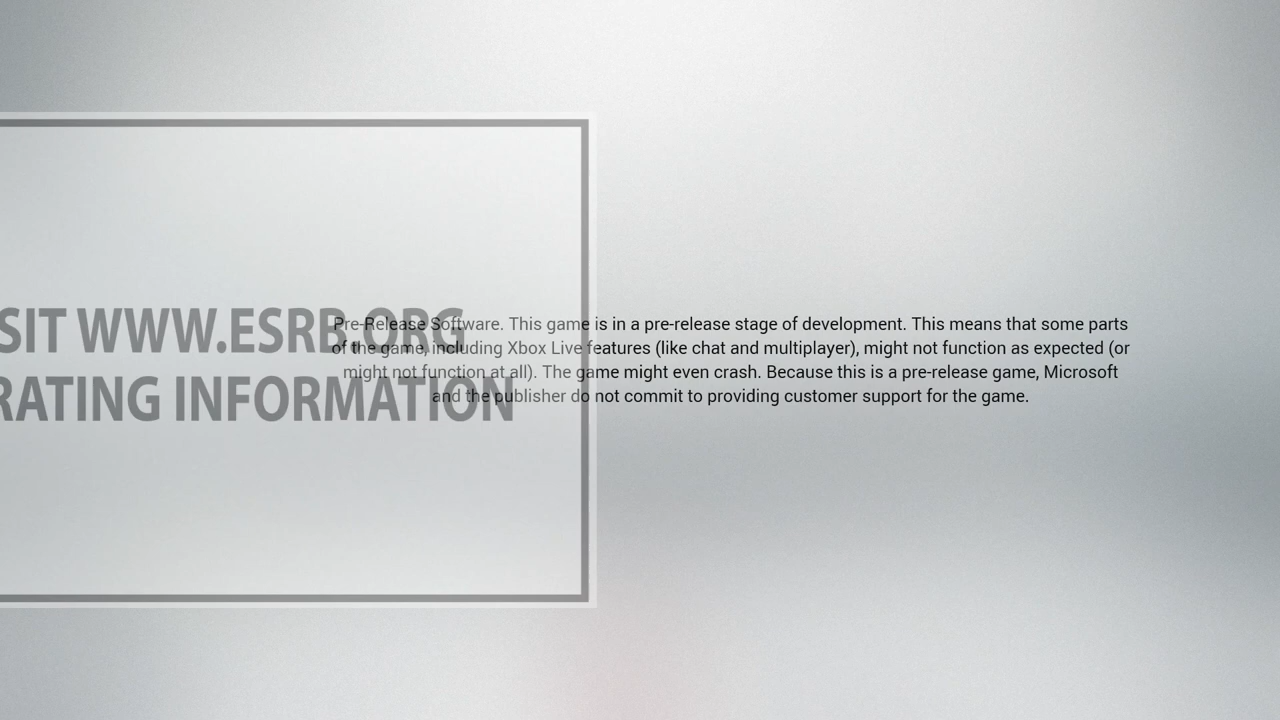 SIT WWW.ESRB.ORG
RATING INFORMATION
Pre-Release Software. This game is in a pre-release stage of development. This means that some parts
of the game, including Xbox Live features (like chat and multiplayer), might not function as expected (or
might not function at all). The game might even crash. Because this is a pre-release game, Microsoft
and the publisher do not commit to providing customer support for the game.